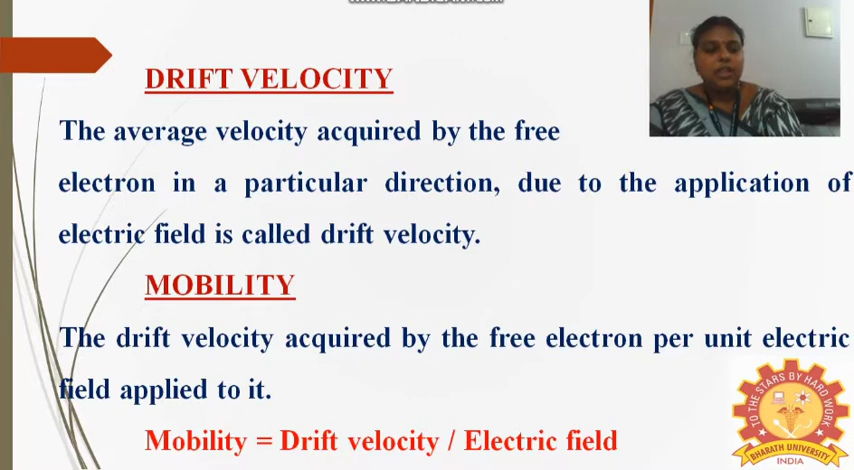 DRIFT VELOCITY
The average velocity acquired by the free
electron in a particular direction, due to the application of
electric field is called drift velocity.
MOBILITY
The drift velocity acquired by the free electron per unit electric
field applied to it.
Mobility = Drift velocity / Electric field
TO THE STARS BY HARD WORK
BHARATH UNIVERSITY
INDIA